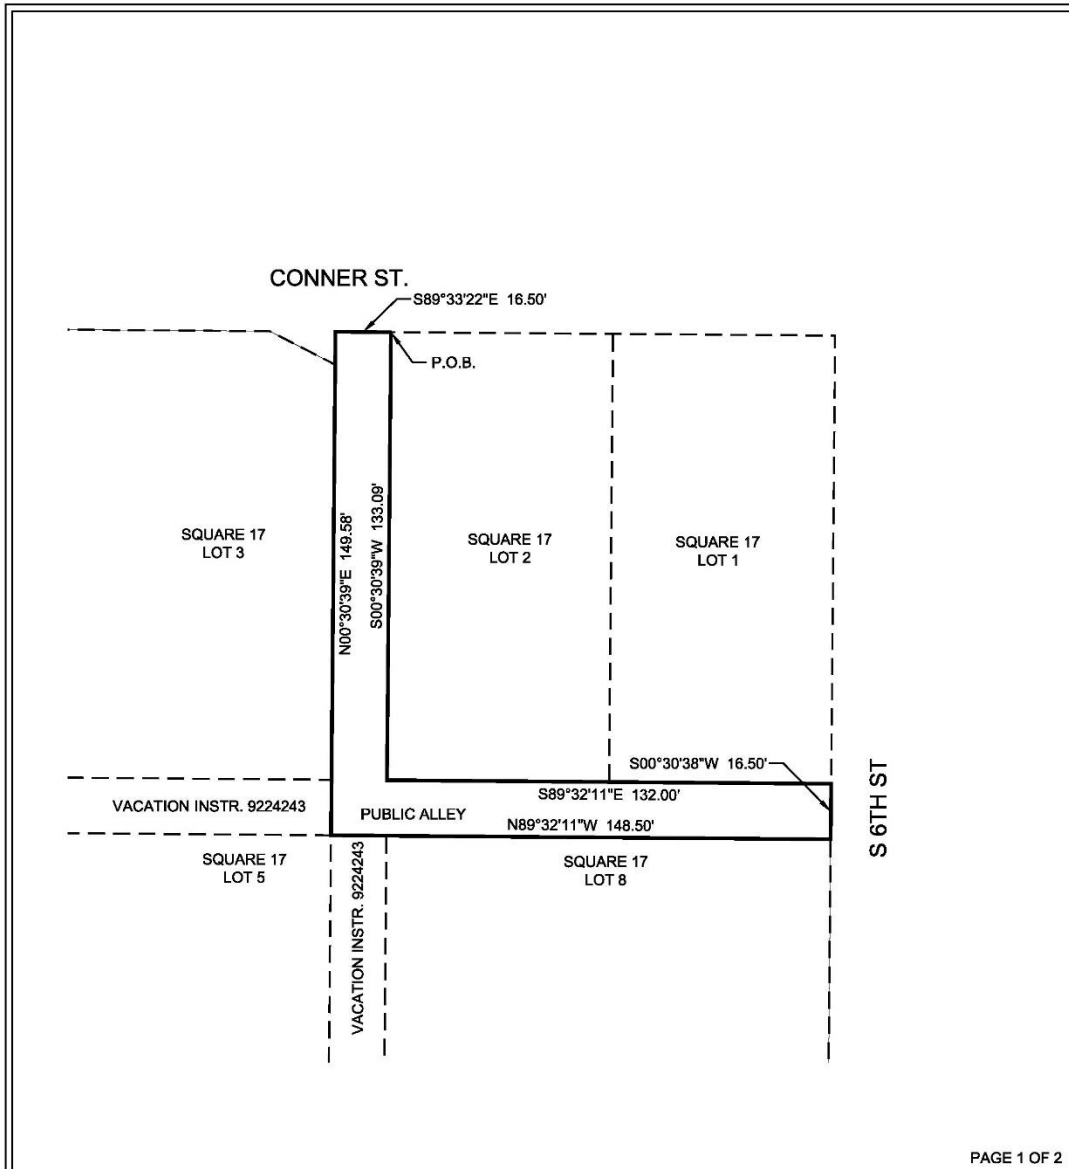 CONNER ST.
S89°33'22"E 16.50'
P.O.B.
N00°30'39"E 149.58'
S00°30'39"W 133.09'
SQUARE 17
LOT 3
SQUARE 17
LOT 2
SQUARE 17
LOT 1
S00°30'38"W 16.50'
S 6TH ST
VACATION INSTR. 9224243
PUBLIC ALLEY
S89°32'11"E 132.00'
N89°32'11"W 148.50'
SQUARE 17
LOT 5
VACATION INSTR. 9224243
SQUARE 17
LOT 8
PAGE 1 OF 2